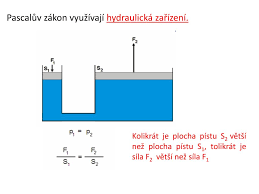 Pascalův zákon využívají hydraulická zařízení.
F₂
F₁
S₁
S₂
p₁ = p₂
F₁ = F₂
S₁ S₂
Kolikrát je plocha pístu S₂ větší
než plocha pístu S₁, tolikrát je
síla F₂ větší než síla F₁